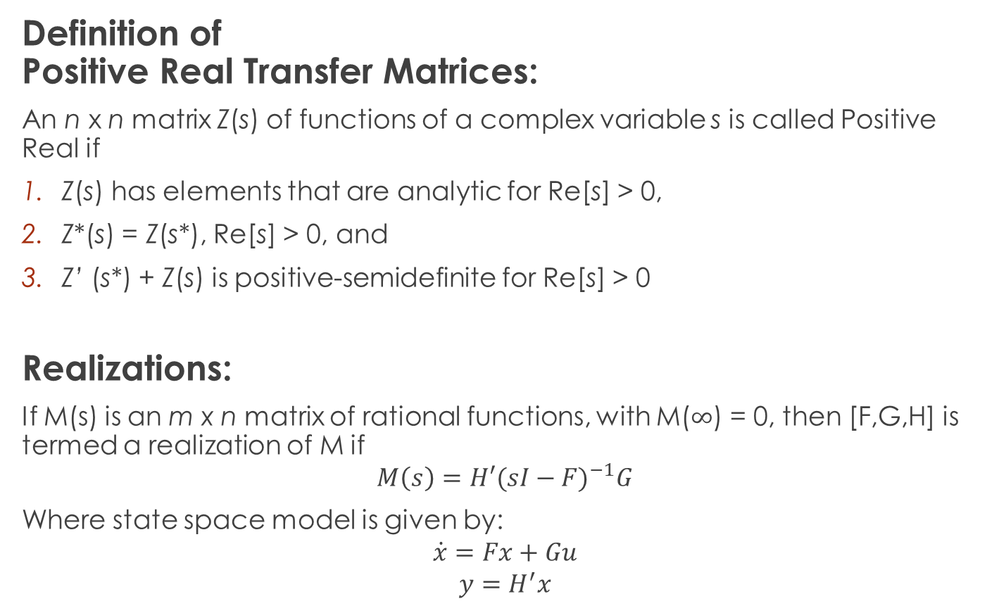 Definition of
Positive Real Transfer Matrices:
An n x n matrix Z(s) of functions of a complex variable s is called Positive
Real if
1. Z(s) has elements that are analytic for Re[s] > 0,
2. Z*(s) = Z(s*), Re[s] > 0, and
3. Z’ (s*) + Z(s) is positive-semidefinite for Re[s] > 0
Realizations:
If M(s) is an m x n matrix of rational functions, with M(∞) = 0, then [F,G,H] is
termed a realization of M if
M(s) = H′(sI − F)⁻¹G
Where state space model is given by:
ẋ = Fx + Gu
y = H′x